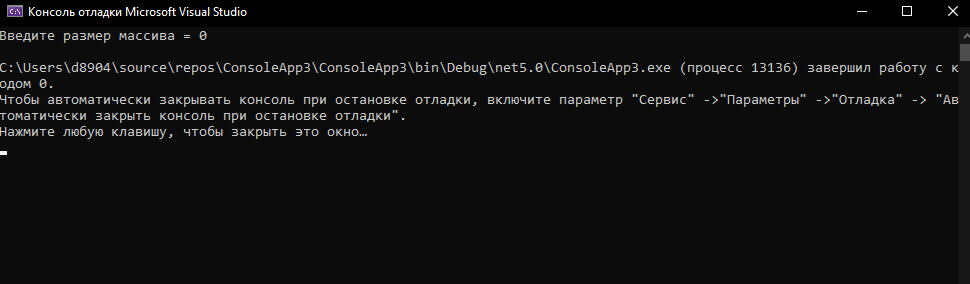 Консоль отладки Microsoft Visual Studio
Введите размер массива = 0
C:\Users\d8904\source\repos\ConsoleApp3\ConsoleApp3\bin\Debug\net5.0\ConsoleApp3.exe (процесс 13136) завершил работу с к
одом 0.
Чтобы автоматически закрывать консоль при остановке отладки, включите параметр "Сервис" ->"Параметры" ->"Отладка" -> "Ав
томатически закрыть консоль при остановке отладки".
Нажмите любую клавишу, чтобы закрыть это окно…